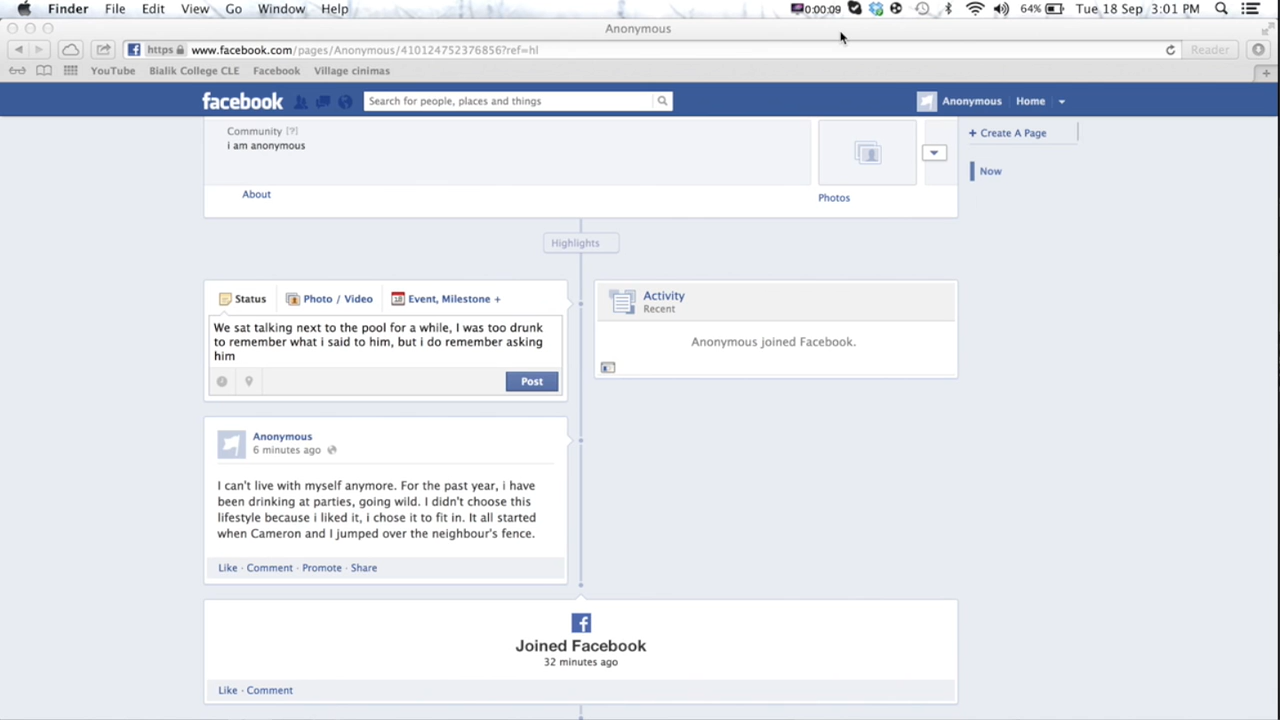 Finder File Edit View Go Window Help 0:00:09 64% Tue 18 Sep 3:01 PM
Anonymous
https www.facebook.com/pages/Anonymous/410124752376856?ref=hl Reader
YouTube Bialik College CLE Facebook Village cinimas
facebook Search for people, places and things Anonymous Home
Community [?]
i am anonymous
About
Photos
+ Create A Page
Now
Highlights
Status Photo / Video Event, Milestone +
We sat talking next to the pool for a while, I was too drunk
to remember what i said to him, but i do remember asking
him
Post
Activity
Recent
Anonymous joined Facebook.
Anonymous
6 minutes ago
I can't live with myself anymore. For the past year, i have
been drinking at parties, going wild. I didn't choose this
lifestyle because i liked it, i chose it to fit in. It all started
when Cameron and I jumped over the neighbour's fence.
Like · Comment · Promote · Share
Joined Facebook
32 minutes ago
Like · Comment